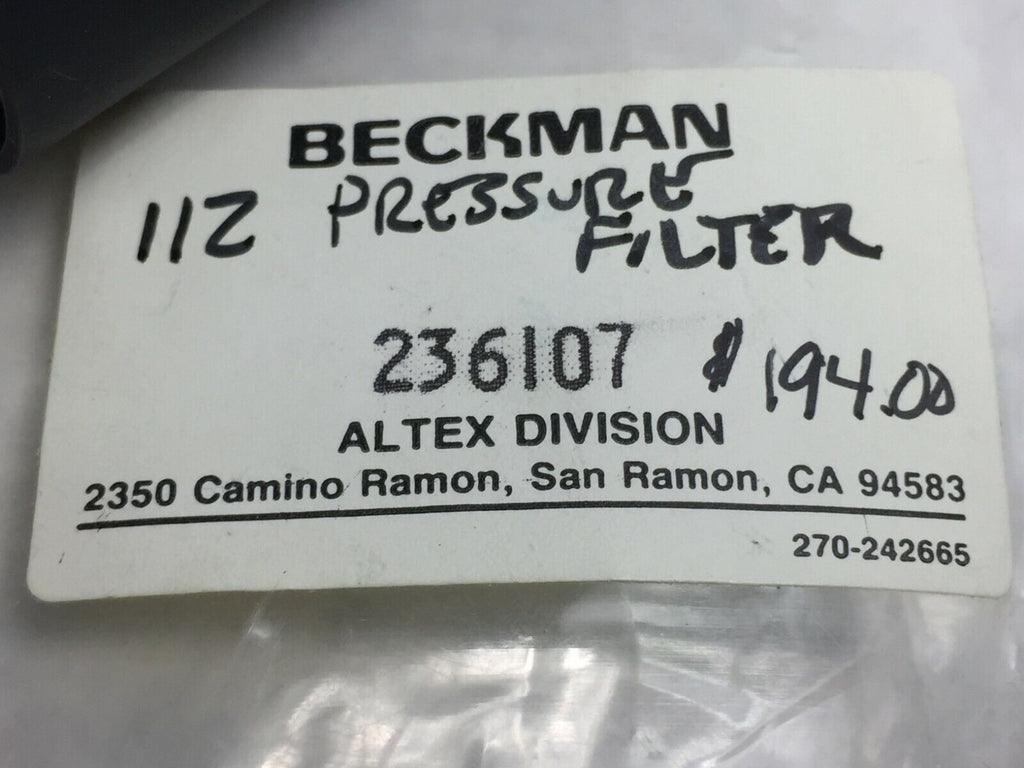 BECKMAN
112 PRESSURE
FILTER
236107 $194.00
ALTEX DIVISION
2350 Camino Ramon, San Ramon, CA 94583
270-242665